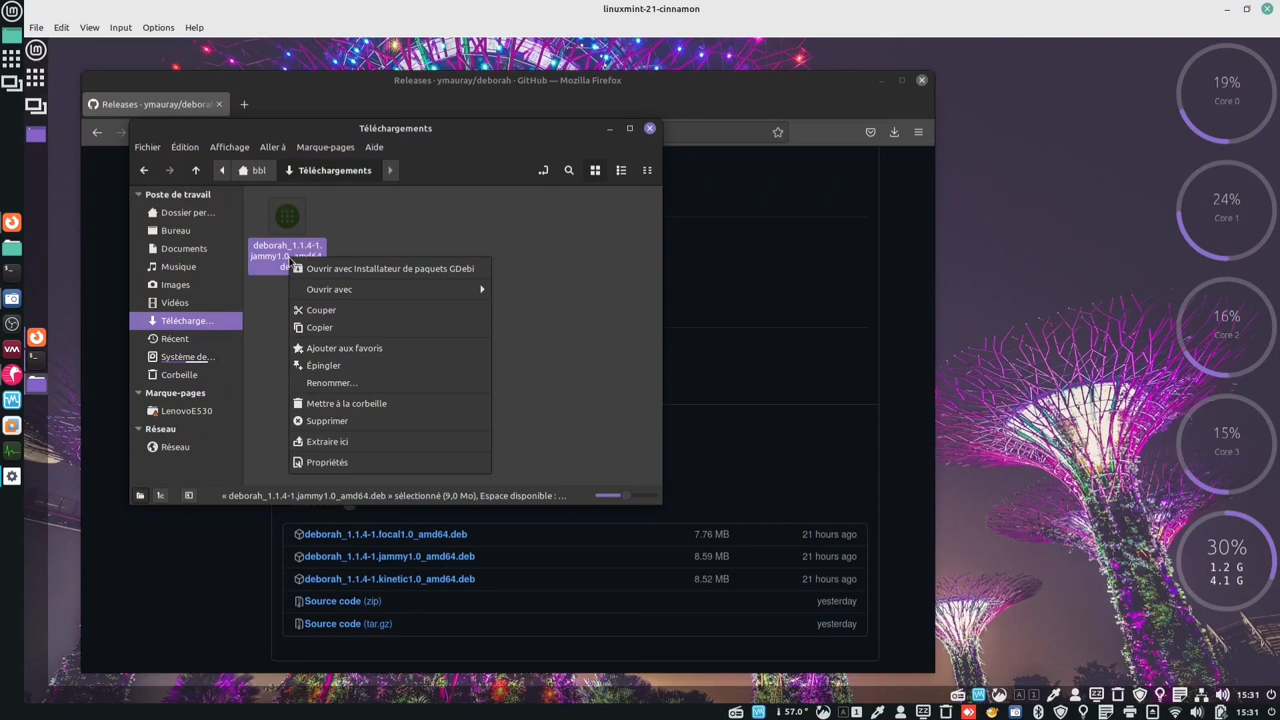 linuxmint-21-cinnamon
File Edit View Input Options Help
Releases · ymauray/deborah · GitHub — Mozilla Firefox
Releases · ymauray/debora
Téléchargements
Fichier Édition Affichage Aller à Marque-pages Aide
bbl Téléchargements
Poste de travail
Dossier per...
Bureau
Documents
Musique
Images
Vidéos
Télécharge...
Récent
Système de...
Corbeille
Marque-pages
LenovoE530
Réseau
Réseau
deborah_1.1.4-1.
jammy1.0_amd64.
Ouvrir avec Installateur de paquets GDebi
Ouvrir avec
Couper
Copier
Ajouter aux favoris
Épingler
Renommer...
Mettre à la corbeille
Supprimer
Extraire ici
Propriétés
« deborah_1.1.4-1.jammy1.0_amd64.deb » sélectionné (9,0 Mo), Espace disponible : ...
deborah_1.1.4-1.focal1.0_amd64.deb 7.76 MB 21 hours ago
deborah_1.1.4-1.jammy1.0_amd64.deb 8.59 MB 21 hours ago
deborah_1.1.4-1.kinetic1.0_amd64.deb 8.52 MB 21 hours ago
Source code (zip) yesterday
Source code (tar.gz) yesterday
19%
Core 0
24%
Core 1
16%
Core 2
15%
Core 3
30%
1.2 G
4.1 G
A 1 15:31
57.0° A 1 15:31